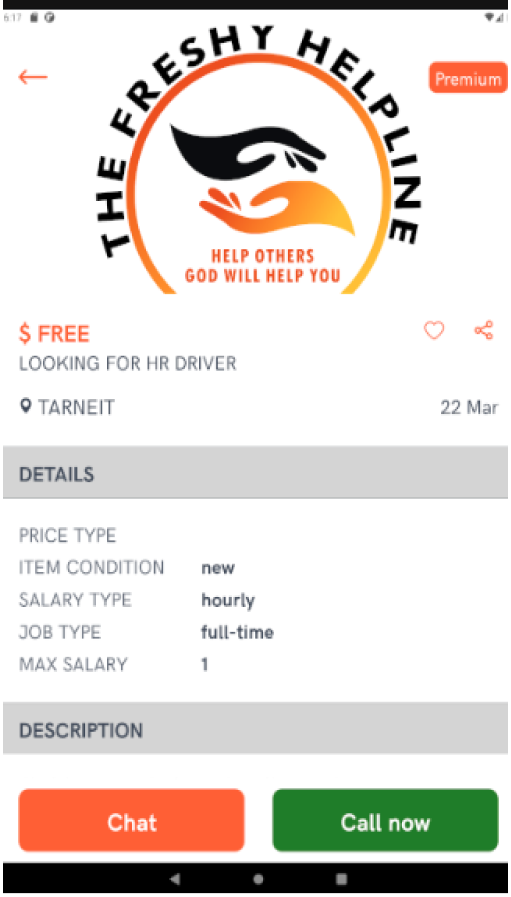 6:17
THE FRESHY HELPLINE
Premium
HELP OTHERS
GOD WILL HELP YOU
$ FREE
LOOKING FOR HR DRIVER
TARNEIT 22 Mar
DETAILS
PRICE TYPE
ITEM CONDITION new
SALARY TYPE hourly
JOB TYPE full-time
MAX SALARY 1
DESCRIPTION
Chat Call now